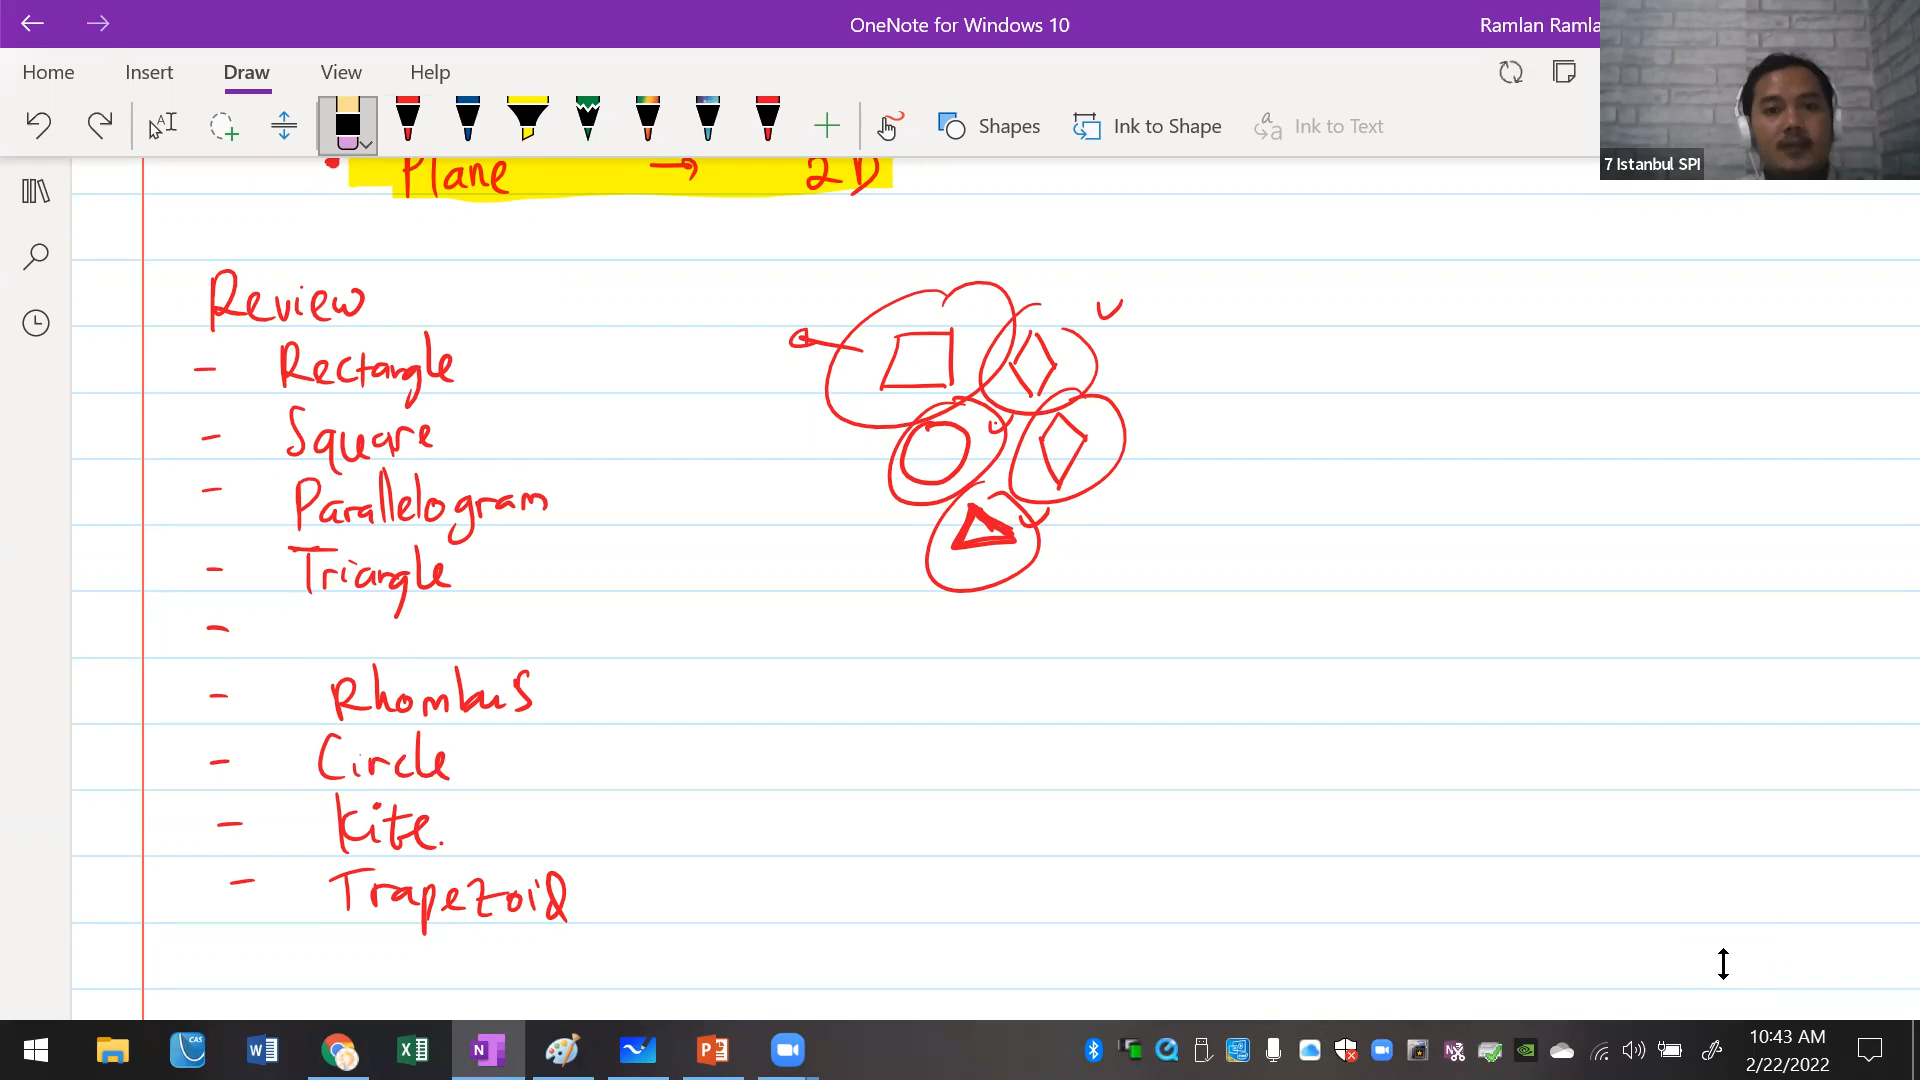 OneNote for Windows 10
Ramlan Ramla
Home Insert Draw View Help
Shapes Ink to Shape Ink to Text
7 Istanbul SPI
• Plane → 2D
Review
- Rectangle
- Square
- Parallelogram
- Triangle
-
- Rhombus
- Circle
- Kite.
- Trapezoid
10:43 AM
2/22/2022